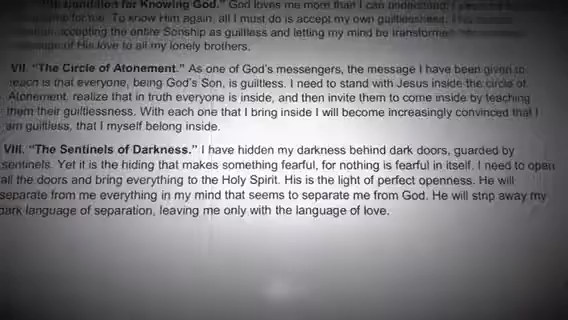 Condition for Knowing God." God loves me more than I can understand.
for me. To know Him again, all I must do is accept my own guiltlessness.
accepting the entire Sonship as guiltless and letting my mind be transformed
of His love to all my lonely brothers.
VII. "The Circle of Atonement." As one of God's messengers, the message I have been given to
teach is that everyone, being God's Son, is guiltless. I need to stand with Jesus inside the circle of
Atonement, realize that in truth everyone is inside, and then invite them to come inside by teaching
them their guiltlessness. With each one that I bring inside I will become increasingly convinced that I
am guiltless, that I myself belong inside.
VIII. "The Sentinels of Darkness." I have hidden my darkness behind dark doors, guarded by
sentinels. Yet it is the hiding that makes something fearful, for nothing is fearful in itself. I need to open
all the doors and bring everything to the Holy Spirit. His is the light of perfect openness. He will
separate from me everything in my mind that seems to separate me from God. He will strip away my
dark language of separation, leaving me only with the language of love.